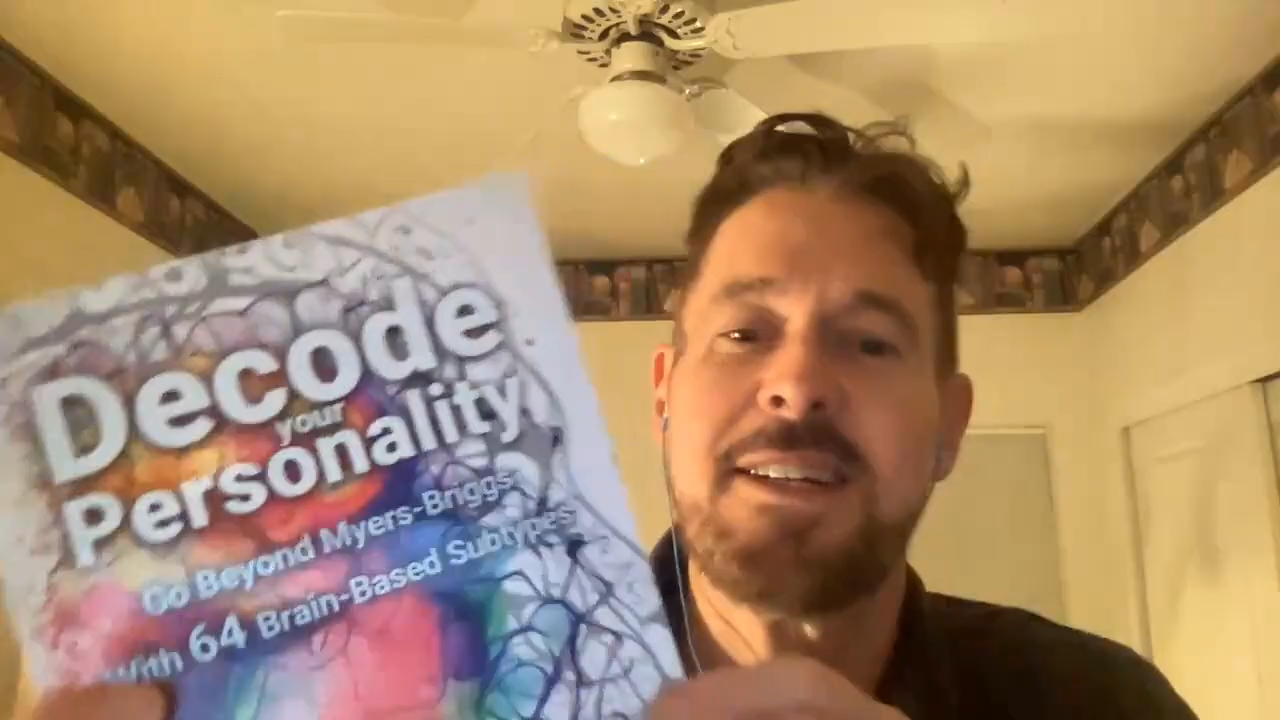 Decode
your
Personality
Go Beyond Myers-Briggs
With 64 Brain-Based Subtypes